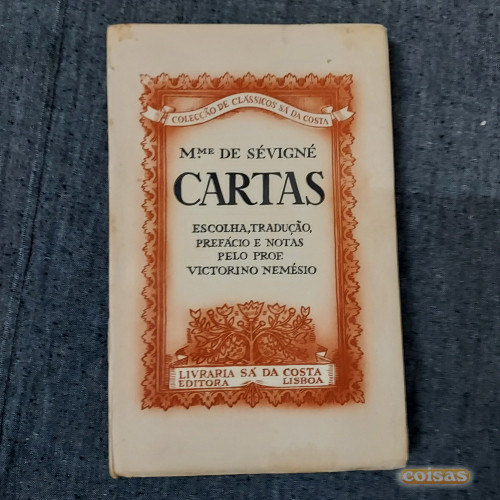 COLECÇÃO DE CLÁSSICOS SÁ DA COSTA
M.ME DE SÉVIGNÉ
CARTAS
ESCOLHA, TRADUÇÃO,
PREFÁCIO E NOTAS
PELO PROF.
VICTORINO NEMÉSIO
LIVRARIA SÁ DA COSTA
EDITORA LISBOA
coisas